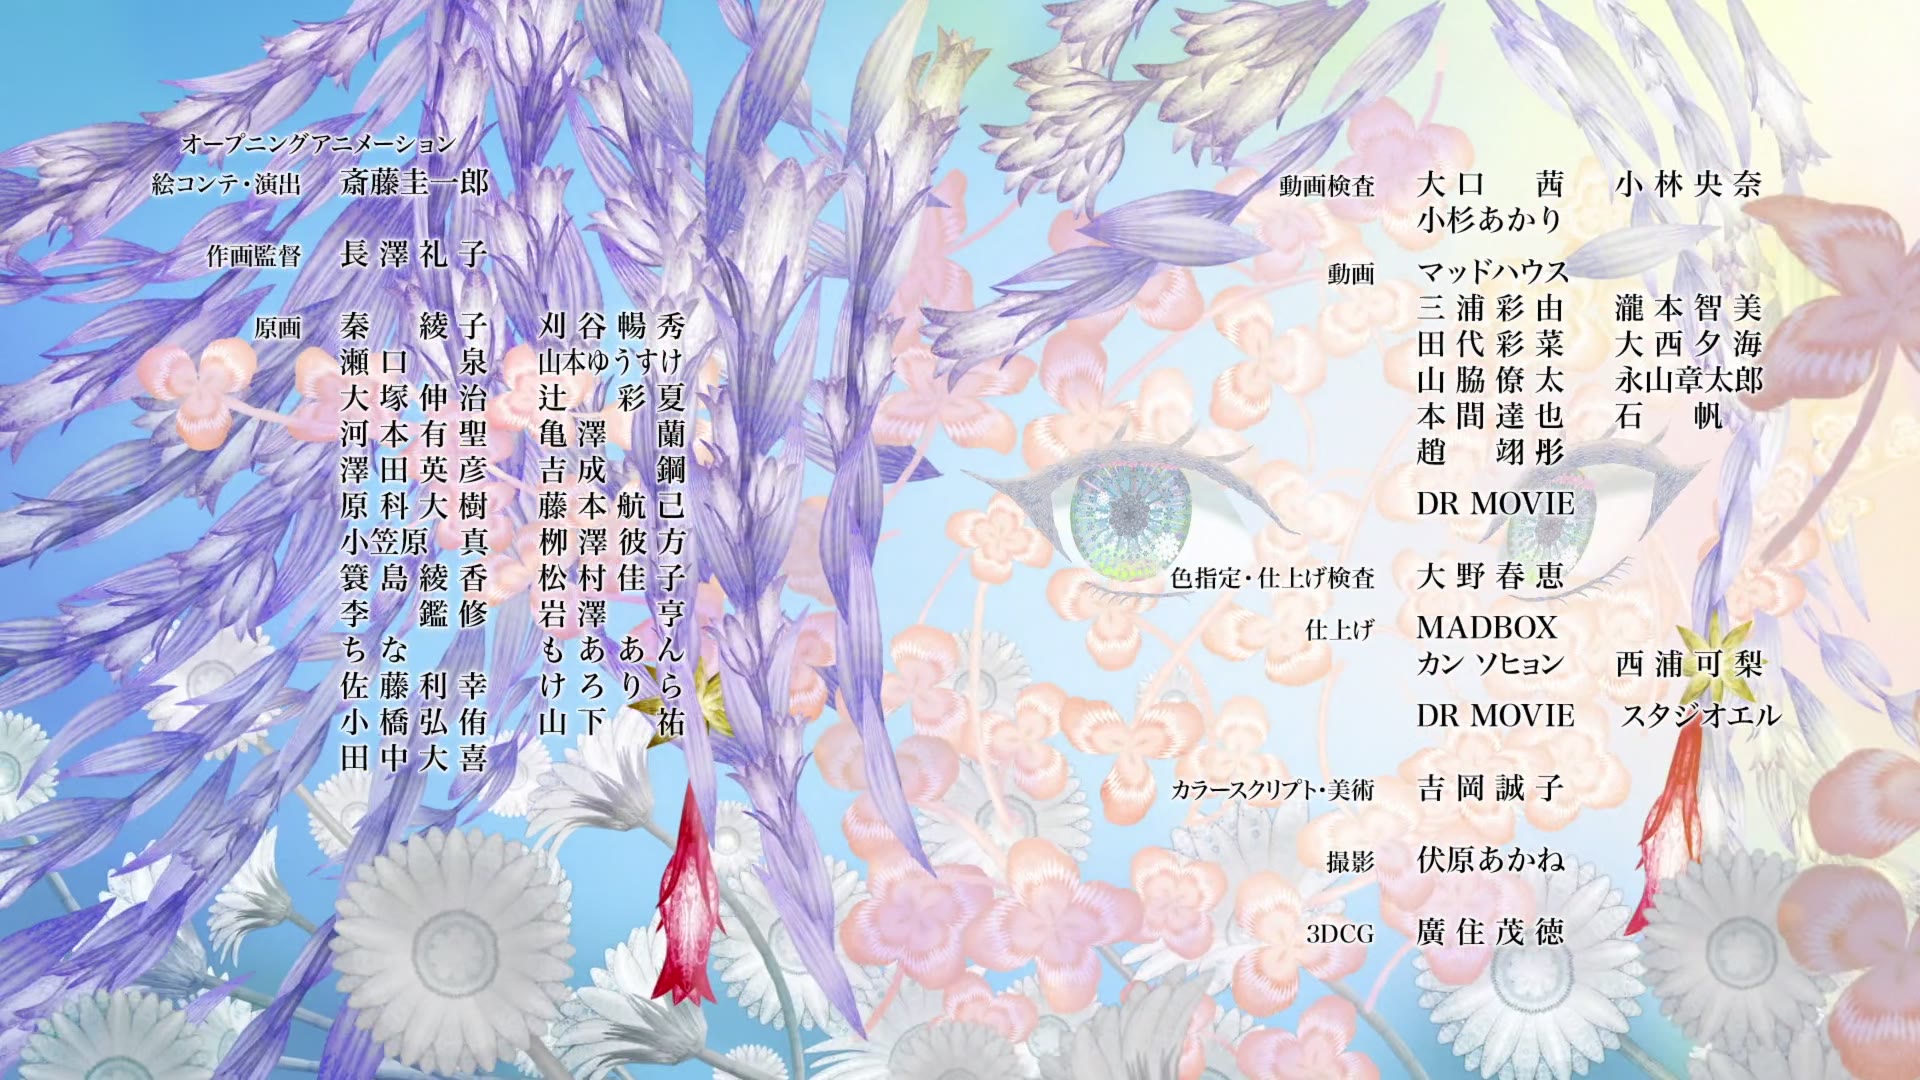 オープニングアニメーション
絵コンテ・演出 斎藤圭一郎
作画監督 長澤礼子
原画 秦 綾子 刈谷暢秀
瀬口 泉 山本ゆうすけ
大塚伸治 辻 彩夏
河本有聖 亀澤 蘭
澤田英彦 吉成 鋼
原科大樹 藤本航己
小笠原 真 栁澤彼方
簑島綾香 松村佳子
李 鑑修 岩澤 亨
ちな もああん
佐藤利幸 けろりら
小橋弘侑 山下 祐
田中大喜
動画検査 大口 茜 小林央奈
小杉あかり
動画 マッドハウス
三浦彩由 瀧本智美
田代彩菜 大西夕海
山脇僚太 永山章太郎
本間達也 石 帆
趙 翊彤
DR MOVIE
色指定・仕上げ検査 大野春恵
仕上げ MADBOX
カン ソヒョン 西浦可梨
DR MOVIE スタジオエル
カラースクリプト・美術 吉岡誠子
撮影 伏原あかね
3DCG 廣住茂徳